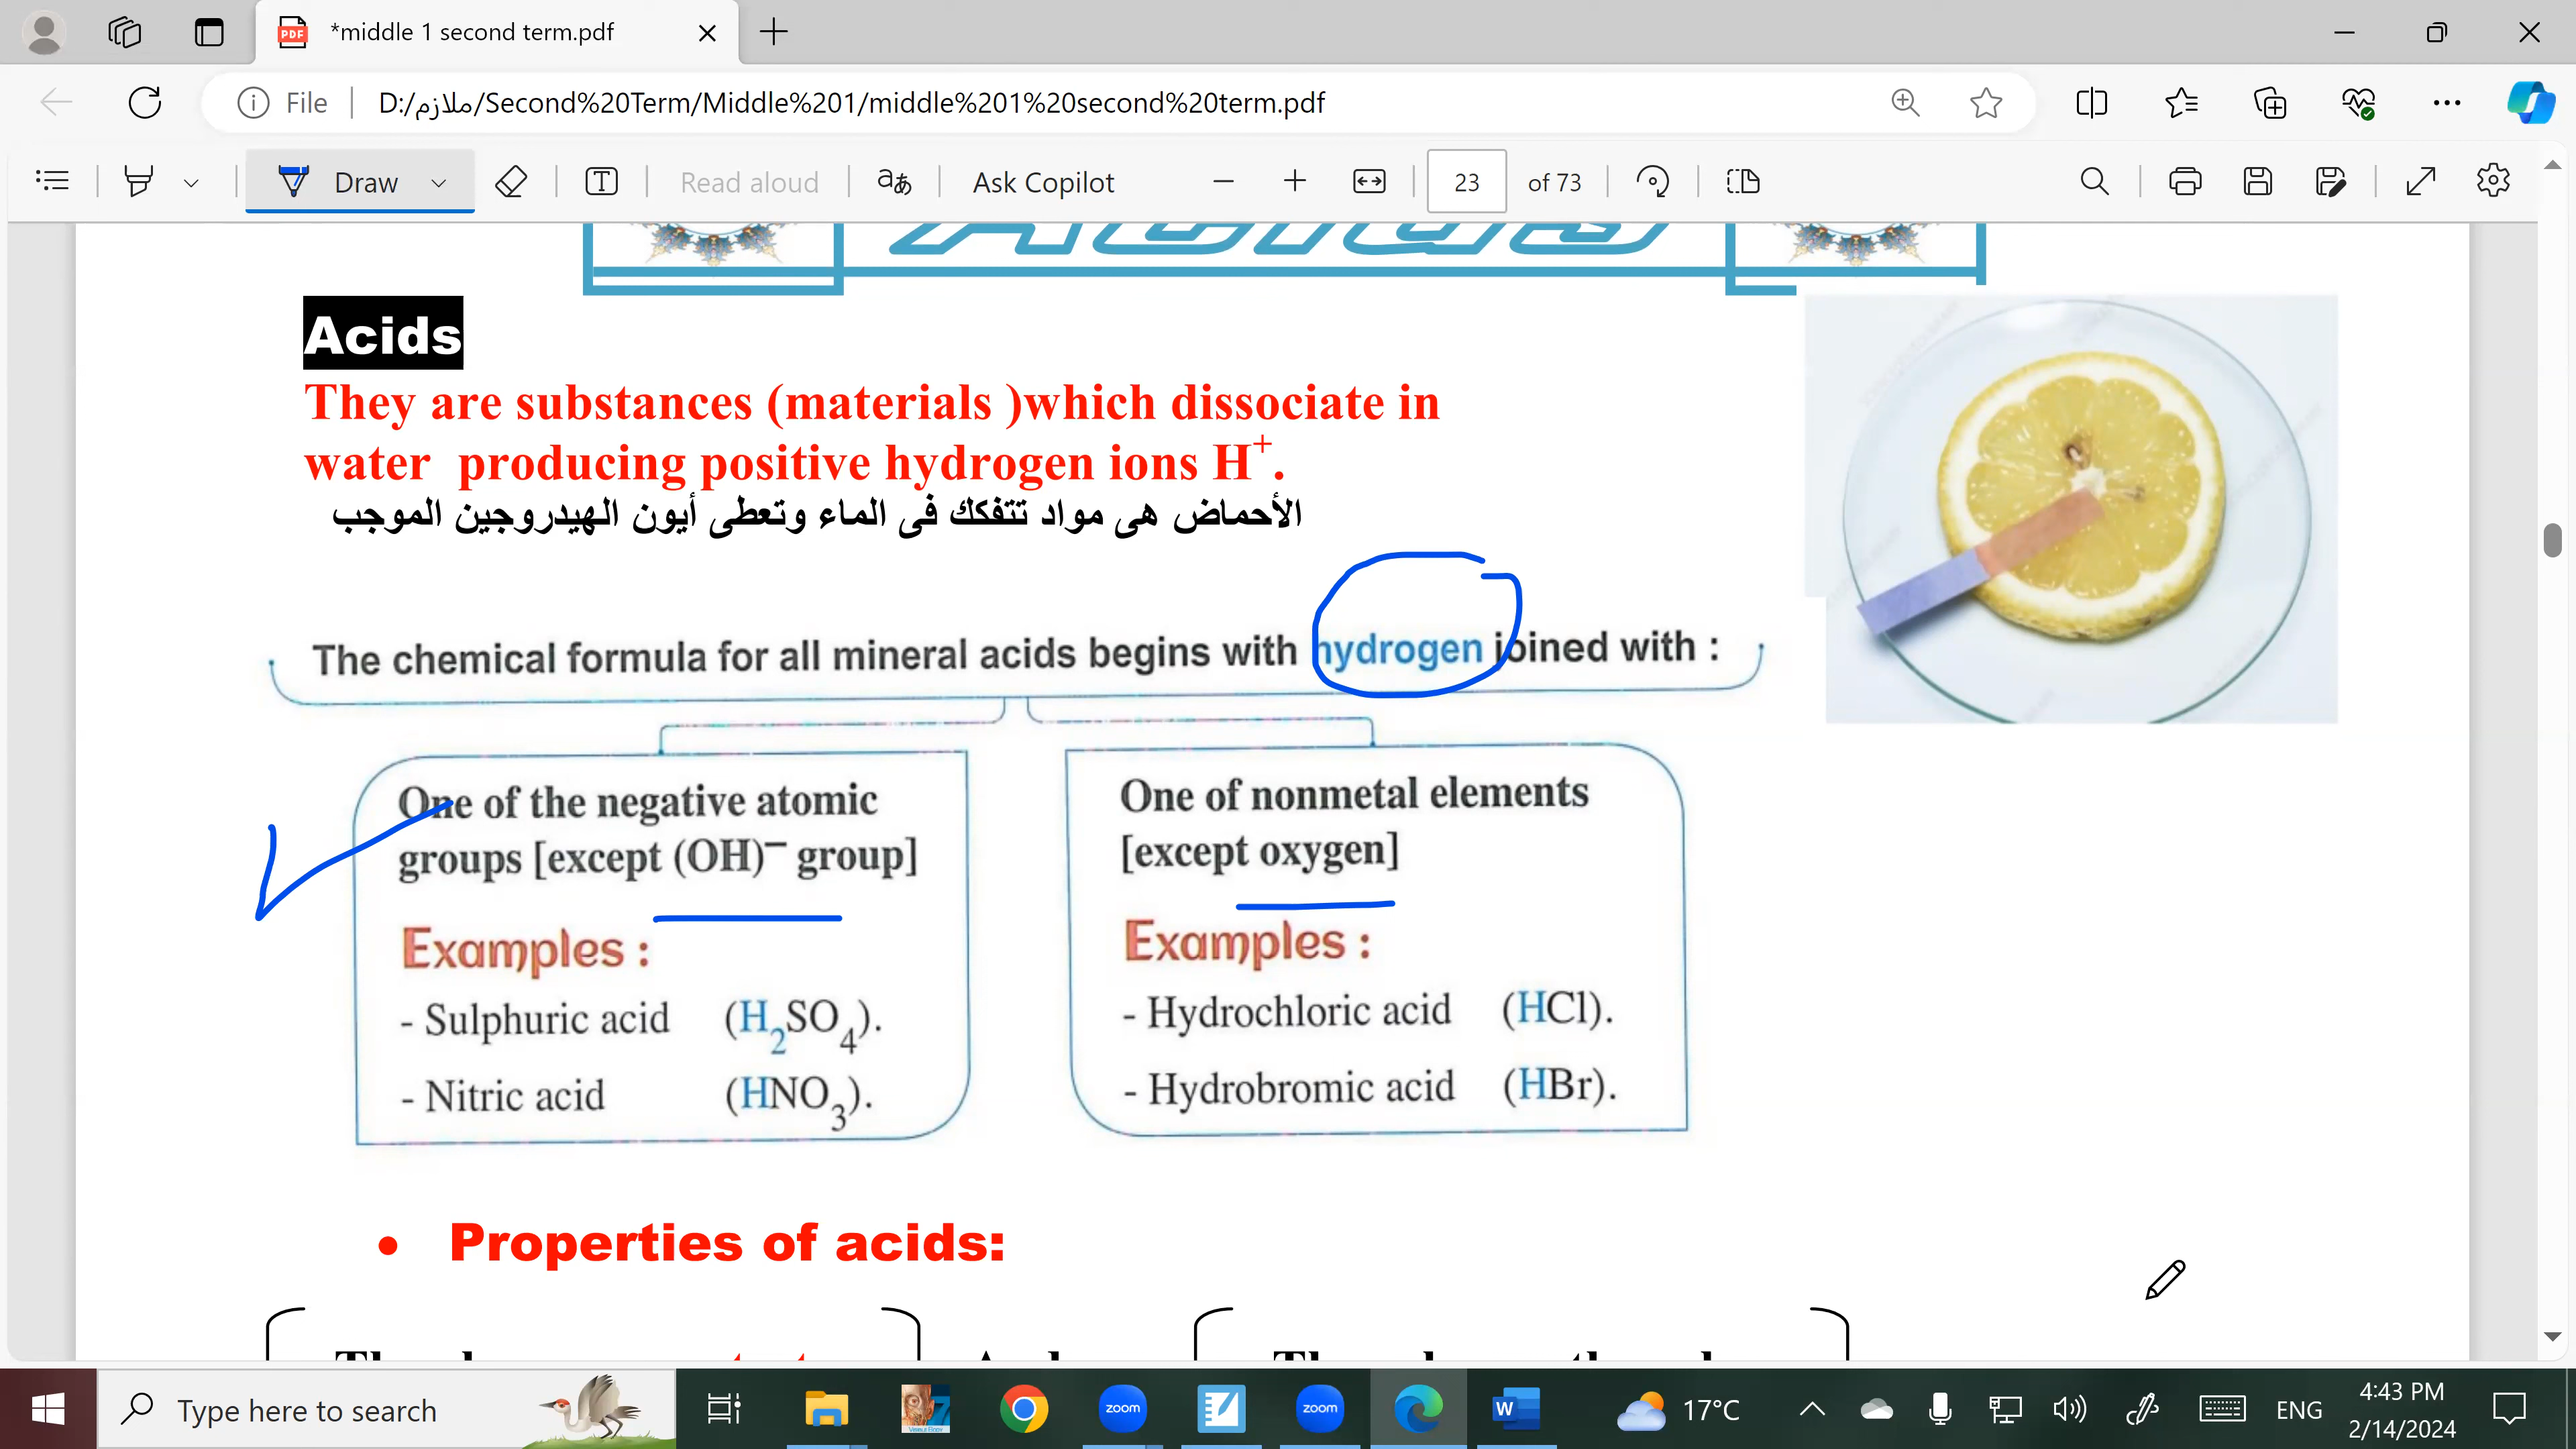 *middle 1 second term.pdf
File
D:/ملازم/Second%20Term/Middle%201/middle%201%20second%20term.pdf
Draw
Read aloud
Ask Copilot
23
of 73
Acids
Acids
They are substances (materials )which dissociate in
water producing positive hydrogen ions H⁺.
الأحماض هى مواد تتفكك فى الماء وتعطى أيون الهيدروجين الموجب
The chemical formula for all mineral acids begins with hydrogen joined with :
One of the negative atomic
groups [except (OH)⁻ group]
Examples :
- Sulphuric acid (H₂SO₄).
- Nitric acid (HNO₃).
One of nonmetal elements
[except oxygen]
Examples :
- Hydrochloric acid (HCl).
- Hydrobromic acid (HBr).
• Properties of acids:
Type here to search
zoom
zoom
17°C
ENG
4:43 PM
2/14/2024